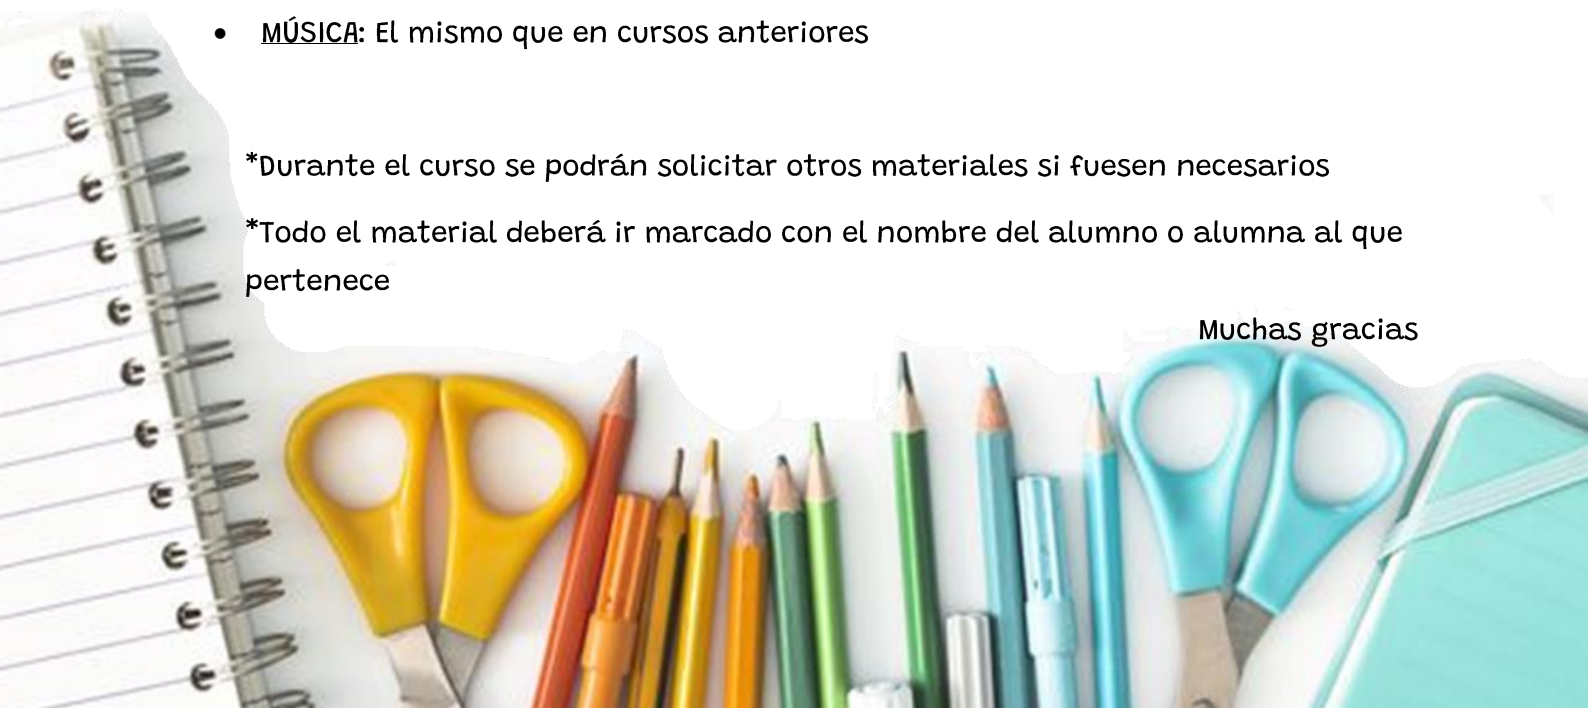 • MÚSICA: El mismo que en cursos anteriores
*Durante el curso se podrán solicitar otros materiales si fuesen necesarios
*Todo el material deberá ir marcado con el nombre del alumno o alumna al que
pertenece
Muchas gracias